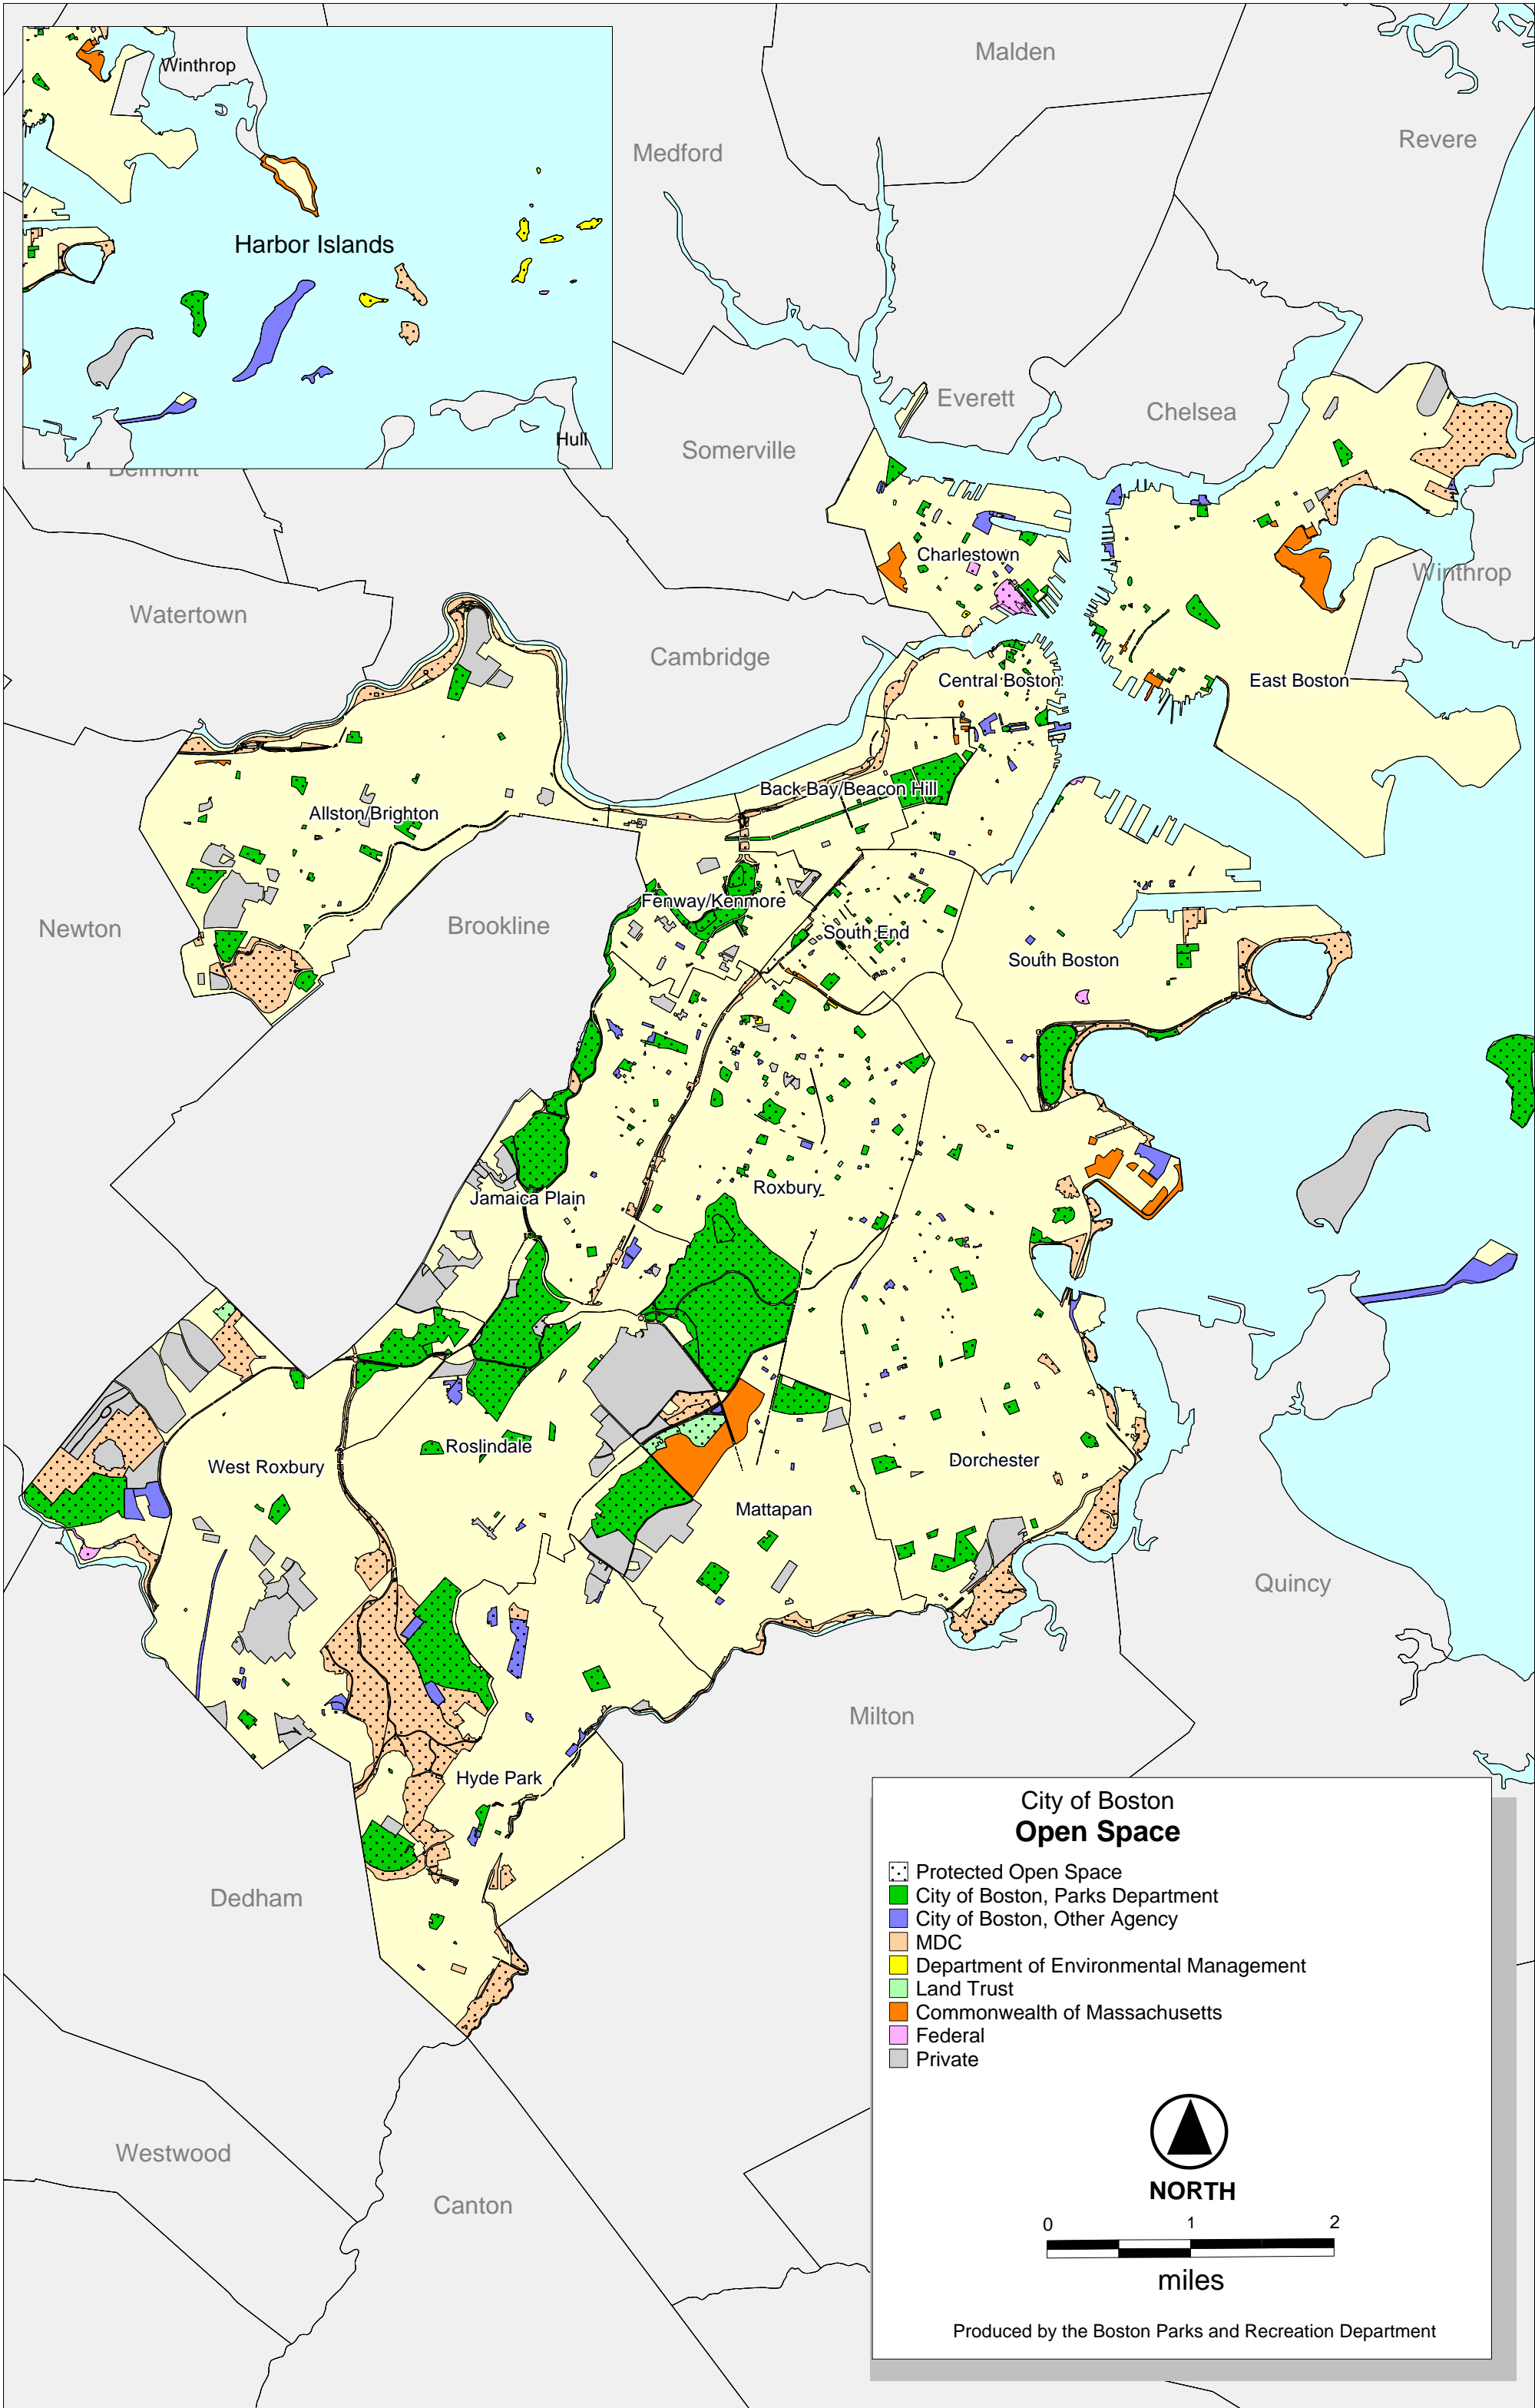 Malden
Winthrop
Revere
Medford
Harbor Islands
Everett
Chelsea
Hull
Somerville
Belmont
Charlestown
Winthrop
Watertown
Cambridge
Central Boston
East Boston
Back Bay/Beacon Hill
Allston/Brighton
Fenway/Kenmore
Newton
Brookline
South End
South Boston
Roxbury
Jamaica Plain
Roslindale
West Roxbury
Dorchester
Mattapan
Quincy
Milton
Hyde Park
Dedham
Westwood
Canton
City of Boston
Open Space
Protected Open Space
City of Boston, Parks Department
City of Boston, Other Agency
MDC
Department of Environmental Management
Land Trust
Commonwealth of Massachusetts
Federal
Private
NORTH
0 1 2
miles
Produced by the Boston Parks and Recreation Department